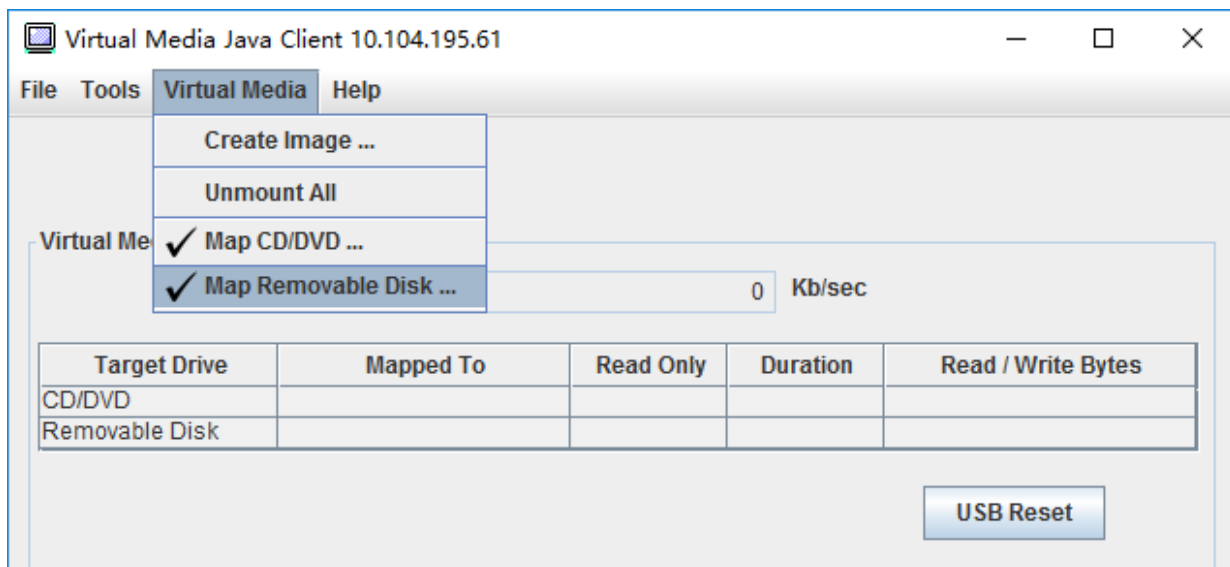 Virtual Media Java Client 10.104.195.61
File Tools Virtual Media Help
Create Image ...
Unmount All
Virtual Me
Map CD/DVD ...
Map Removable Disk ...
0 Kb/sec
Target Drive Mapped To Read Only Duration Read / Write Bytes
CD/DVD
Removable Disk
USB Reset